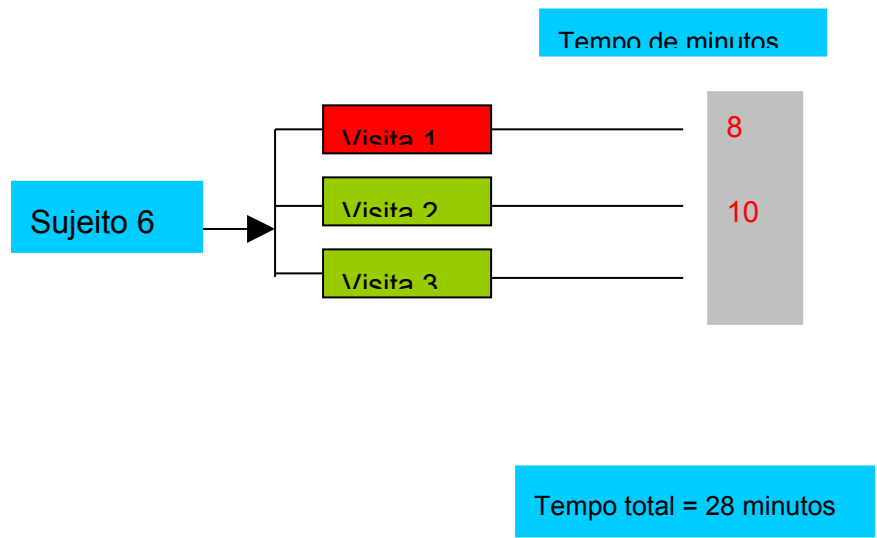 Tempo de minutos
Visita 1
8
Sujeito 6
Visita 2
10
Visita 3
Tempo total = 28 minutos